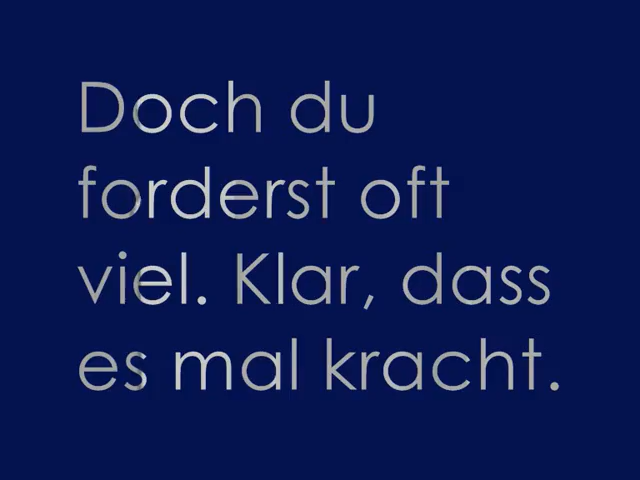 Doch du
forderst oft
viel. Klar, dass
es mal kracht.